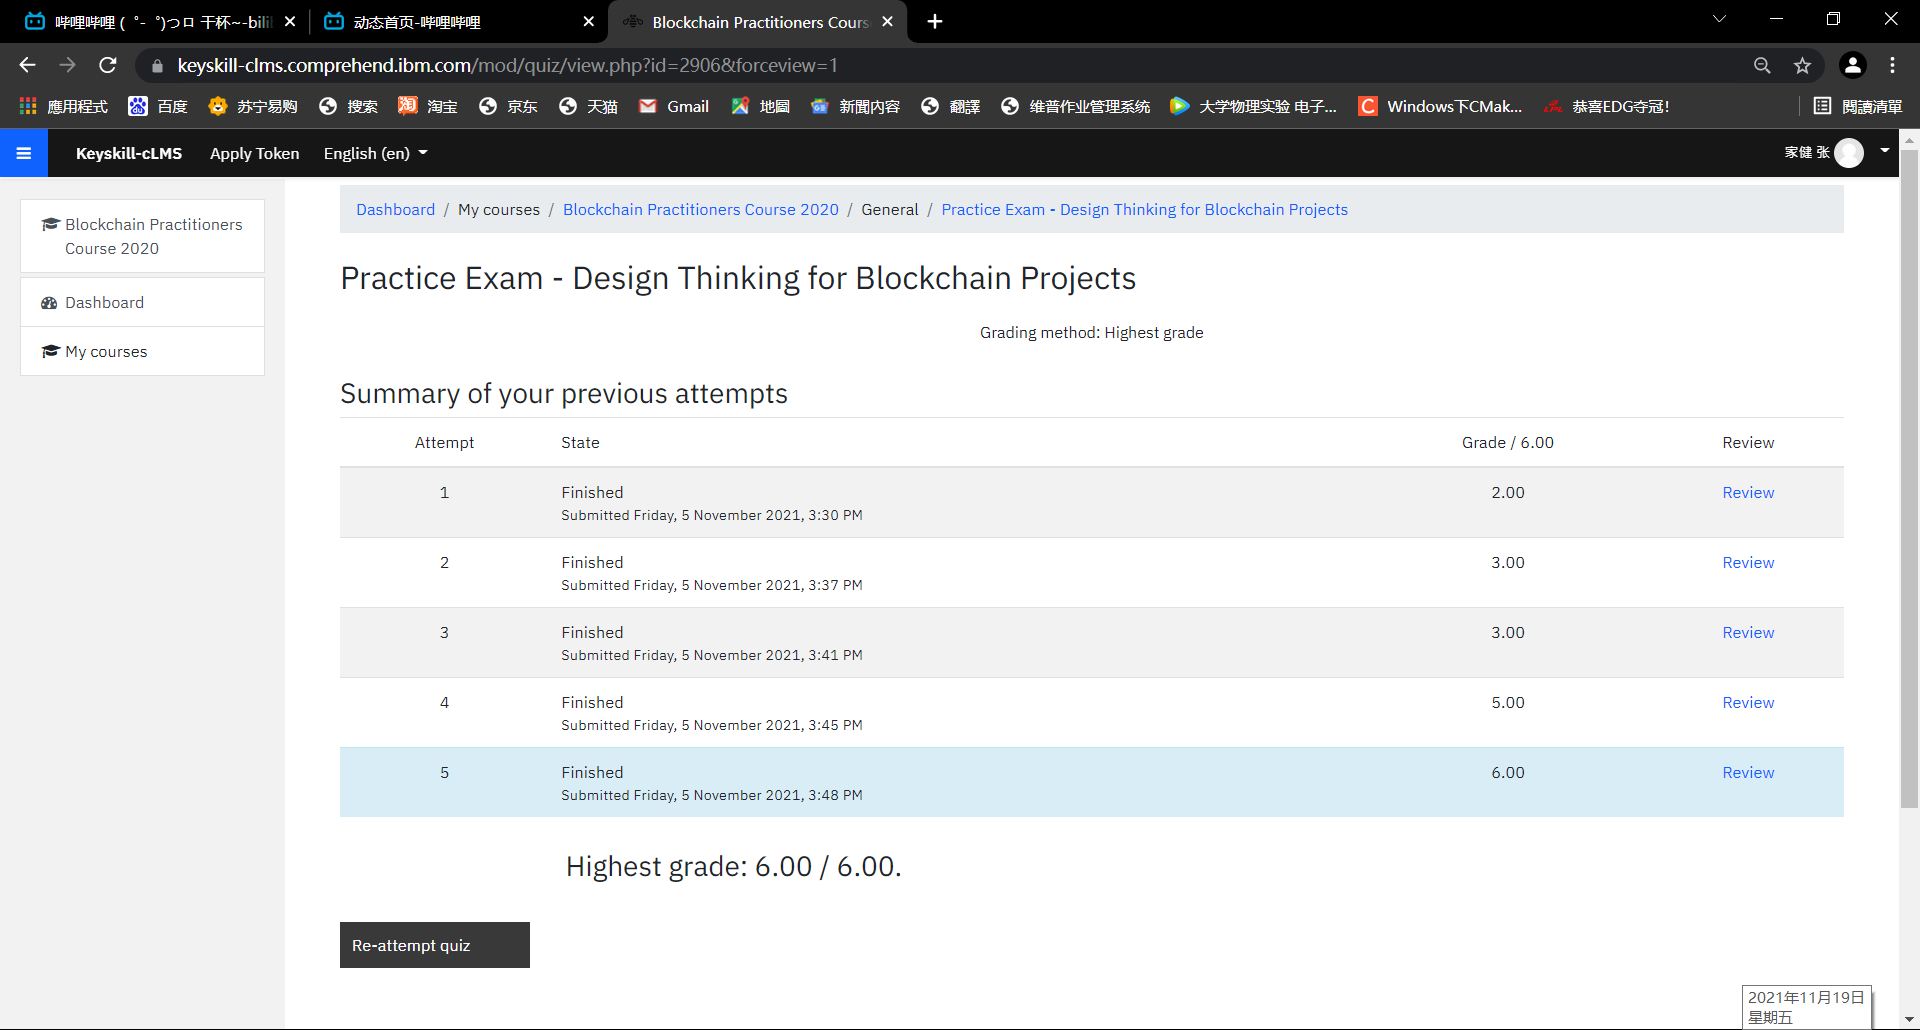 哔哩哔哩 (゜-゜)つロ 干杯~-bili
动态首页-哔哩哔哩
Blockchain Practitioners Cours
keyskill-clms.comprehend.ibm.com/mod/quiz/view.php?id=2906&forceview=1
應用程式 百度 苏宁易购 搜索 淘宝 京东 天猫 Gmail 地圖 新聞內容 翻譯 维普作业管理系统 大学物理实验 电子... Windows下CMak... 恭喜EDG夺冠! 閱讀清單
Keyskill-cLMS Apply Token English (en) 家健 张
Blockchain Practitioners
Course 2020
Dashboard
My courses
Dashboard / My courses / Blockchain Practitioners Course 2020 / General / Practice Exam - Design Thinking for Blockchain Projects
Practice Exam - Design Thinking for Blockchain Projects
Grading method: Highest grade
Summary of your previous attempts
Attempt State Grade / 6.00 Review
1 Finished 2.00 Review
Submitted Friday, 5 November 2021, 3:30 PM
2 Finished 3.00 Review
Submitted Friday, 5 November 2021, 3:37 PM
3 Finished 3.00 Review
Submitted Friday, 5 November 2021, 3:41 PM
4 Finished 5.00 Review
Submitted Friday, 5 November 2021, 3:45 PM
5 Finished 6.00 Review
Submitted Friday, 5 November 2021, 3:48 PM
Highest grade: 6.00 / 6.00.
Re-attempt quiz
2021年11月19日
星期五